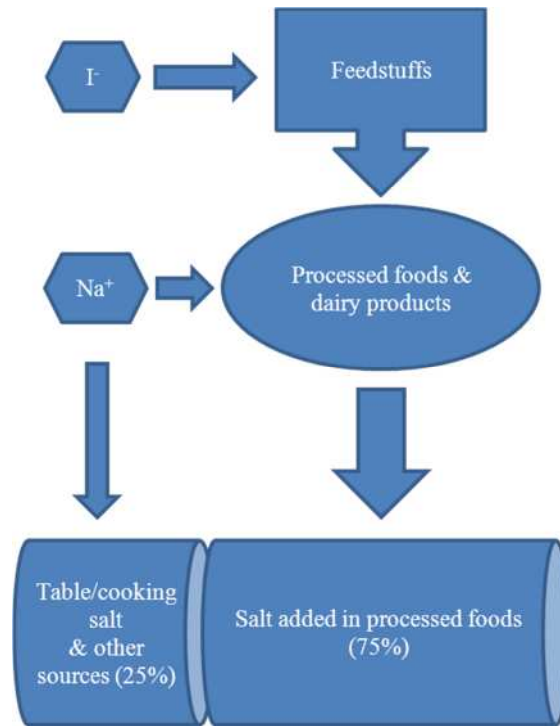 I-
Feedstuffs
Na+
Processed foods &
dairy products
Table/cooking
salt
& other
sources (25%)
Salt added in processed foods
(75%)